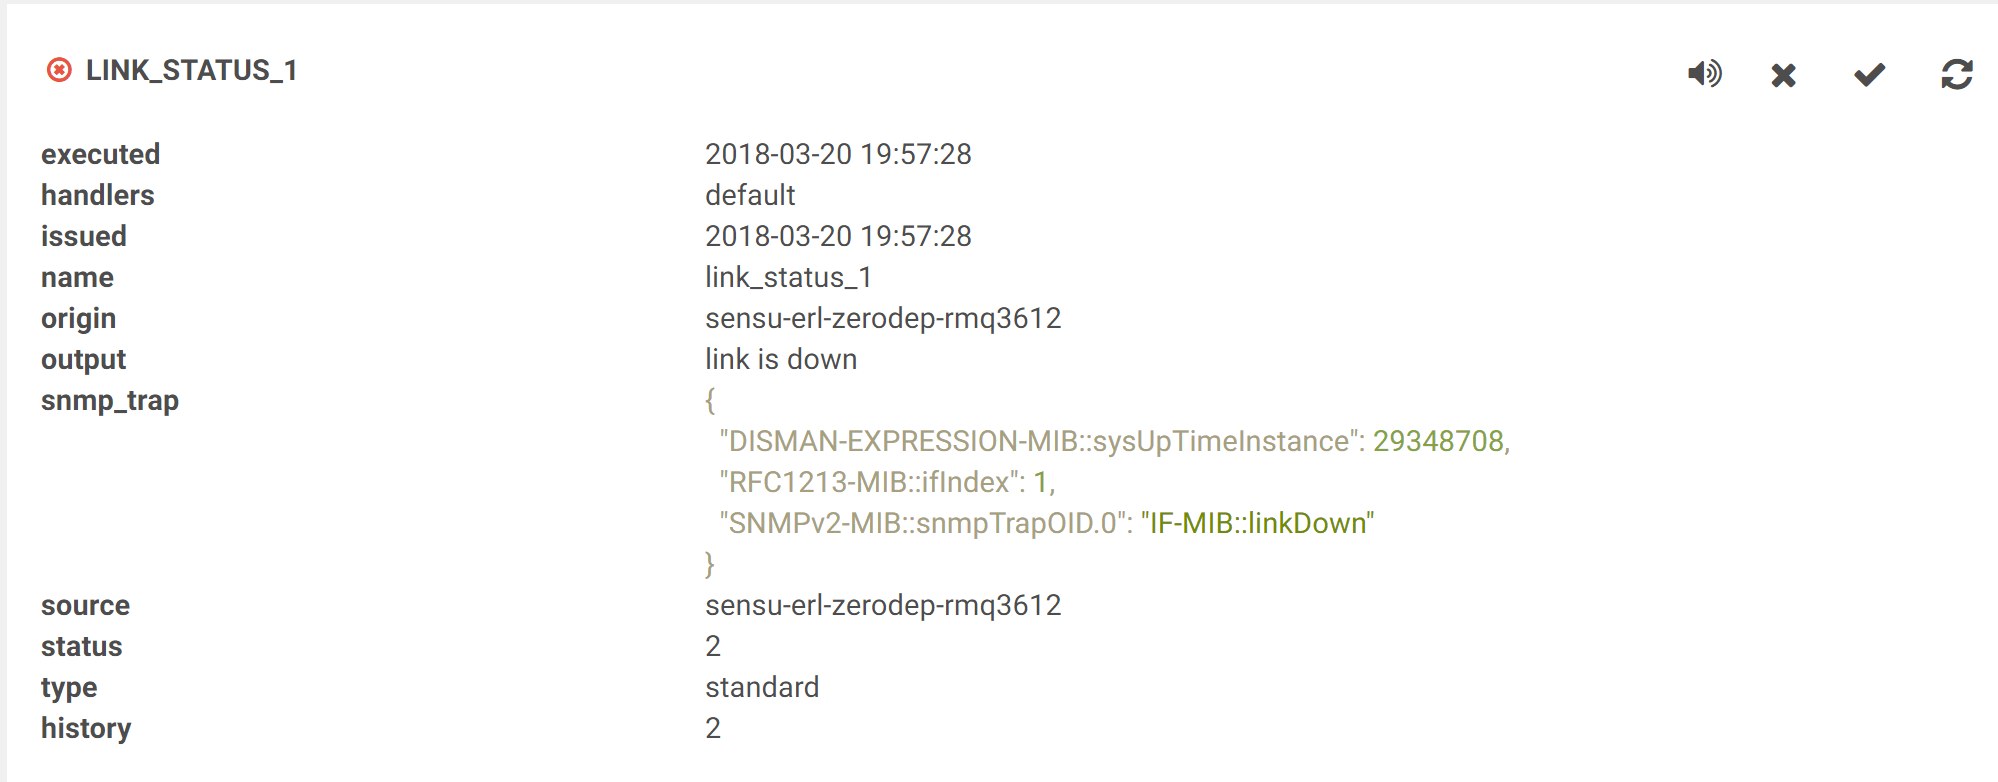 LINK_STATUS_1
executed 2018-03-20 19:57:28
handlers default
issued 2018-03-20 19:57:28
name link_status_1
origin sensu-erl-zerodep-rmq3612
output link is down
snmp_trap {
"DISMAN-EXPRESSION-MIB::sysUpTimeInstance": 29348708,
"RFC1213-MIB::ifIndex": 1,
"SNMPv2-MIB::snmpTrapOID.0": "IF-MIB::linkDown"
}
source sensu-erl-zerodep-rmq3612
status 2
type standard
history 2